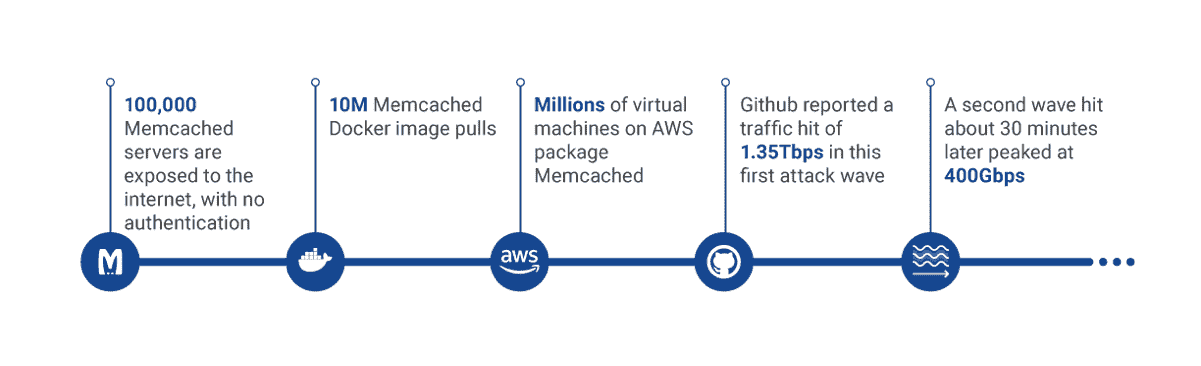 100,000
Memcached
servers are
exposed to the
internet, with no
authentication
10M Memcached
Docker image pulls
Millions of virtual
machines on AWS
package
Memcached
Github reported a
traffic hit of
1.35Tbps in this
first attack wave
A second wave hit
about 30 minutes
later peaked at
400Gbps
M
aws